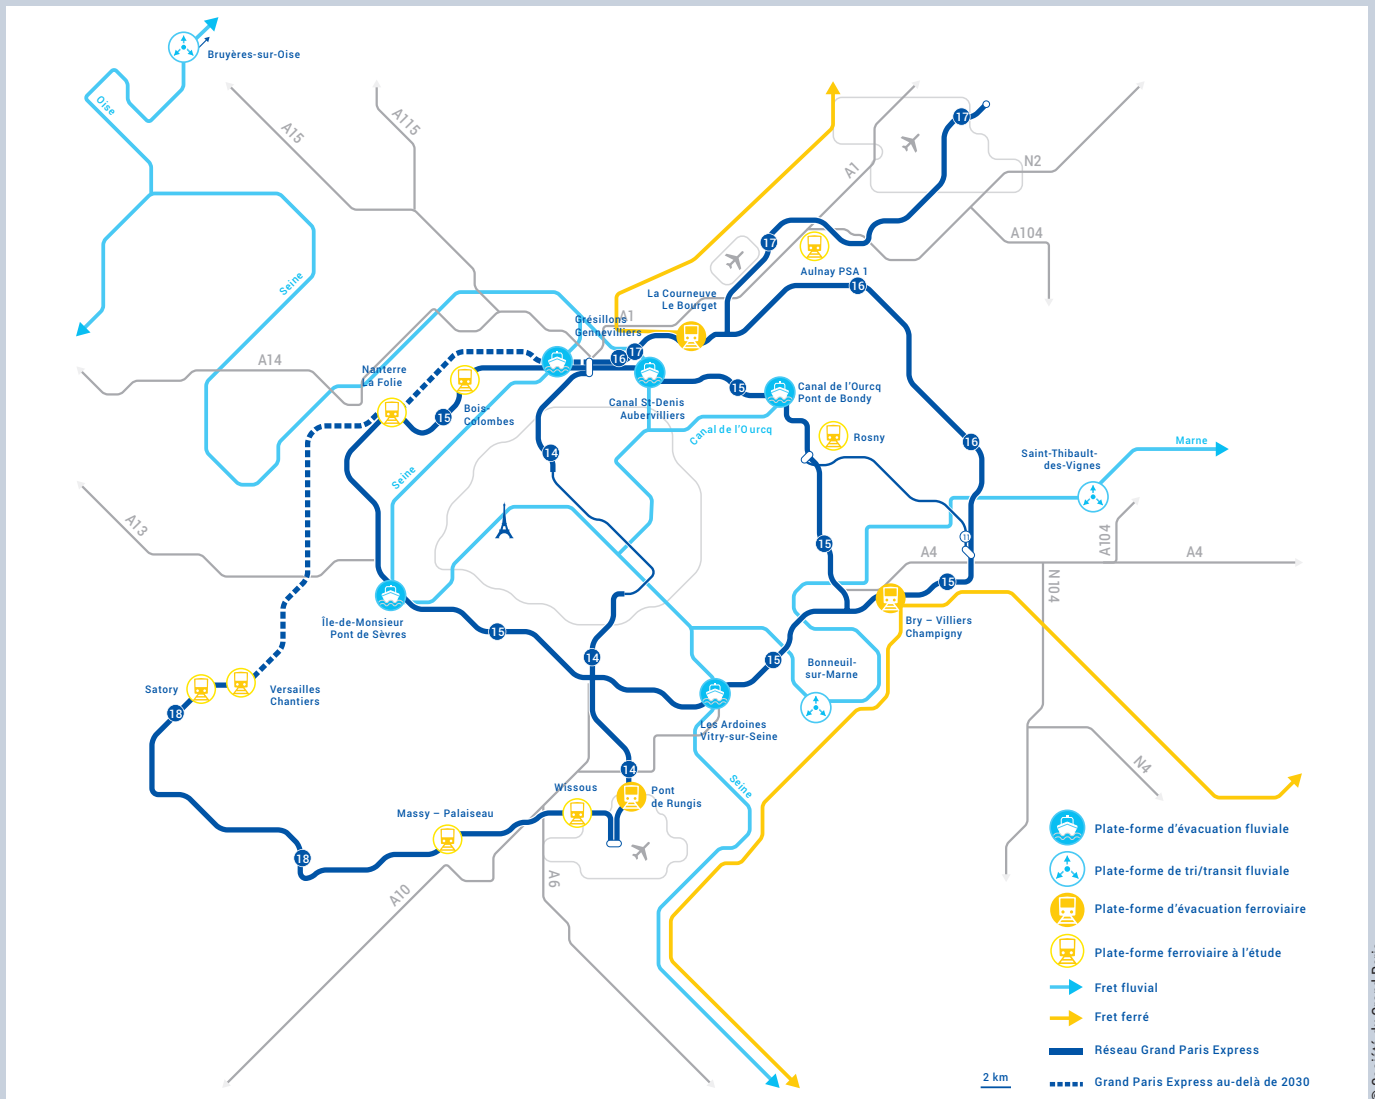 Bruyères-sur-Oise
Oise
A15
A115
17
N2
A1
A104
17
Seine
Aulnay PSA 1
16
La Courneuve
Le Bourget
A1
Grésillons
Gennevilliers
16
17
A14
Nanterre
La Folie
15
Canal de l'Ourcq
Pont de Bondy
Bois-
Colombes
15
Canal St-Denis
Aubervilliers
Canal de l'Ourcq
Rosny
16
Marne
Saint-Thibault-
des-Vignes
14
Seine
A13
15
11
A4
A104
A4
15
N104
Île-de-Monsieur
Pont de Sèvres
15
Bry – Villiers
Champigny
14
15
Bonneuil-
sur-Marne
Satory
Versailles
Chantiers
18
Les Ardoines
Vitry-sur-Seine
14
Seine
N4
Wissous
Pont
de Rungis
Massy – Palaiseau
18
A10
A6
Plate-forme d'évacuation fluviale
Plate-forme de tri/transit fluviale
Plate-forme d'évacuation ferroviaire
Plate-forme ferroviaire à l'étude
Fret fluvial
Fret ferré
Réseau Grand Paris Express
2 km
Grand Paris Express au-delà de 2030